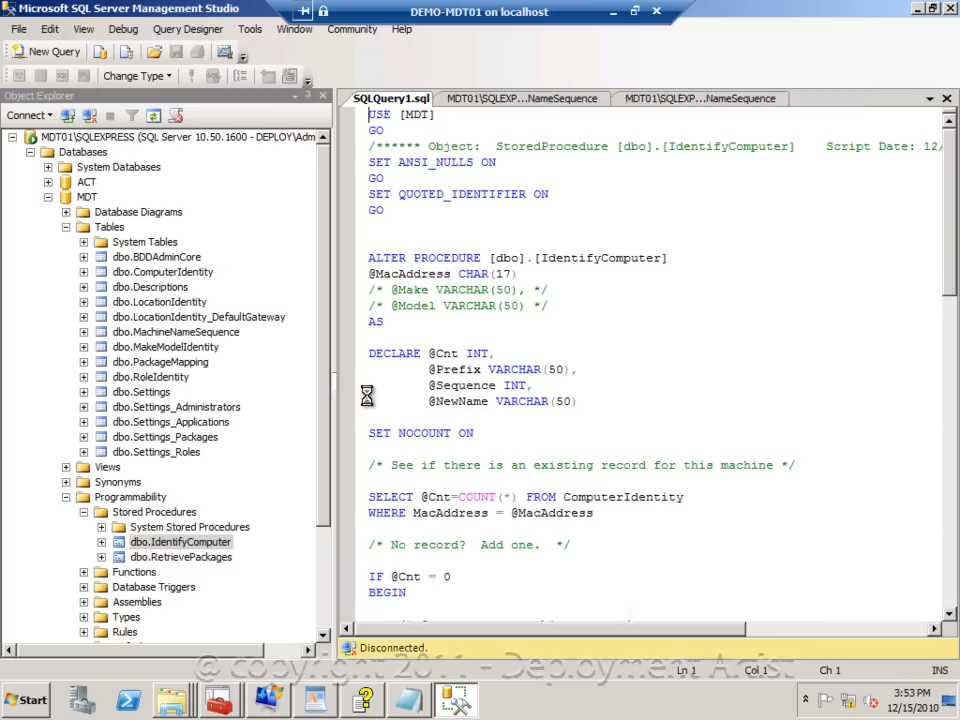 Microsoft SQL Server Management Studio
DEMO-MDT01 on localhost
File Edit View Debug Query Designer Tools Window Community Help
New Query
Change Type
Object Explorer
Connect
MDT01\SQLEXPRESS (SQL Server 10.50.1600 - DEPLOY\Adm
Databases
System Databases
ACT
MDT
Database Diagrams
Tables
System Tables
dbo.BDDAdminCore
dbo.ComputerIdentity
dbo.Descriptions
dbo.LocationIdentity
dbo.LocationIdentity_DefaultGateway
dbo.MachineNameSequence
dbo.MakeModelIdentity
dbo.PackageMapping
dbo.RoleIdentity
dbo.Settings
dbo.Settings_Administrators
dbo.Settings_Applications
dbo.Settings_Packages
dbo.Settings_Roles
Views
Synonyms
Programmability
Stored Procedures
System Stored Procedures
dbo.IdentifyComputer
dbo.RetrievePackages
Functions
Database Triggers
Assemblies
Types
Rules
SQLQuery1.sql MDT01\SQLEXP...NameSequence MDT01\SQLEXP...NameSequence
USE [MDT]
GO
/****** Object: StoredProcedure [dbo].[IdentifyComputer] Script Date: 12/
SET ANSI_NULLS ON
GO
SET QUOTED_IDENTIFIER ON
GO
ALTER PROCEDURE [dbo].[IdentifyComputer]
@MacAddress CHAR(17)
/* @Make VARCHAR(50), */
/* @Model VARCHAR(50) */
AS
DECLARE @Cnt INT,
@Prefix VARCHAR(50),
@Sequence INT,
@NewName VARCHAR(50)
SET NOCOUNT ON
/* See if there is an existing record for this machine */
SELECT @Cnt=COUNT(*) FROM ComputerIdentity
WHERE MacAddress = @MacAddress
/* No record? Add one. */
IF @Cnt = 0
BEGIN
Disconnected.
@ copyright 2011 - Deployment Artist
Ln 1 Col 1 Ch 1 INS
Start
3:53 PM
12/15/2010